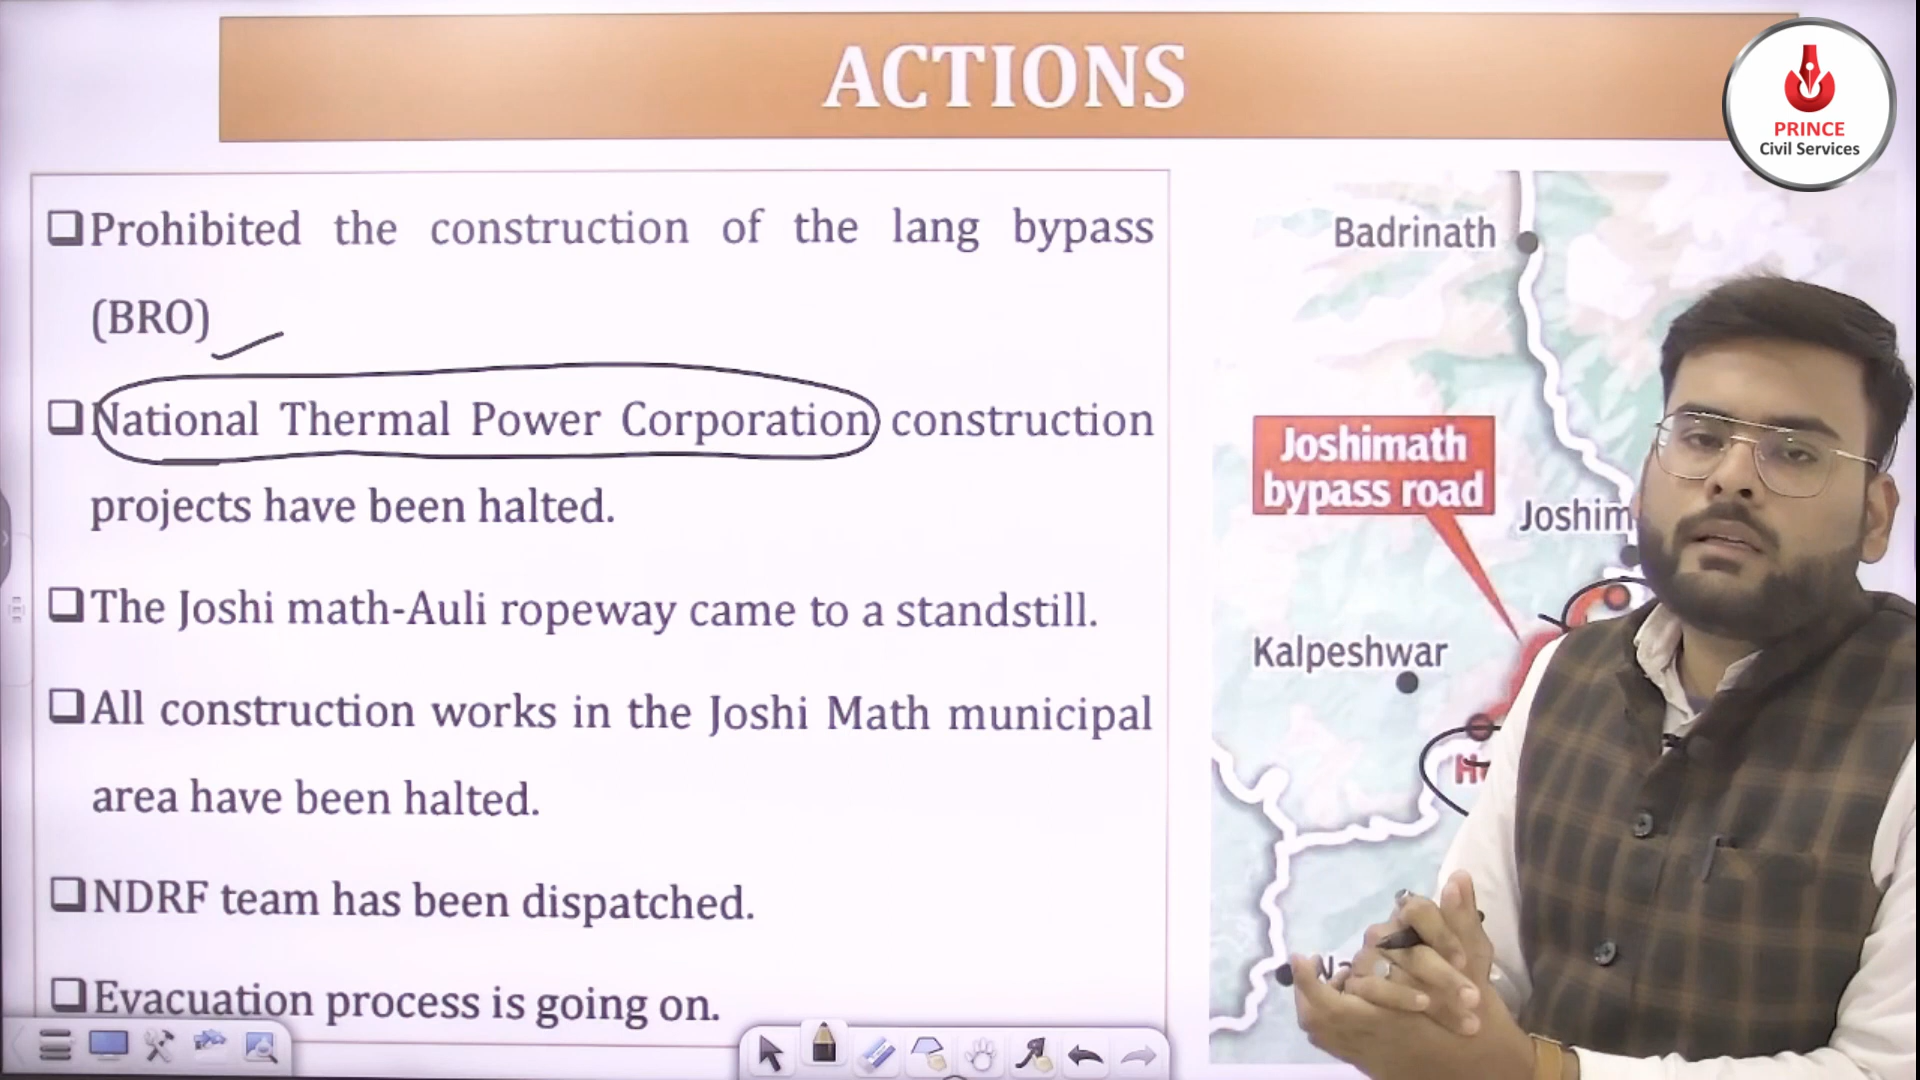 ACTIONS
PRINCE
Civil Services
❑Prohibited the construction of the lang bypass
(BRO)
❑National Thermal Power Corporation construction
projects have been halted.
❑The Joshi math-Auli ropeway came to a standstill.
❑All construction works in the Joshi Math municipal
area have been halted.
❑NDRF team has been dispatched.
❑Evacuation process is going on.
Badrinath
Joshimath
bypass road
Joshim
Kalpeshwar